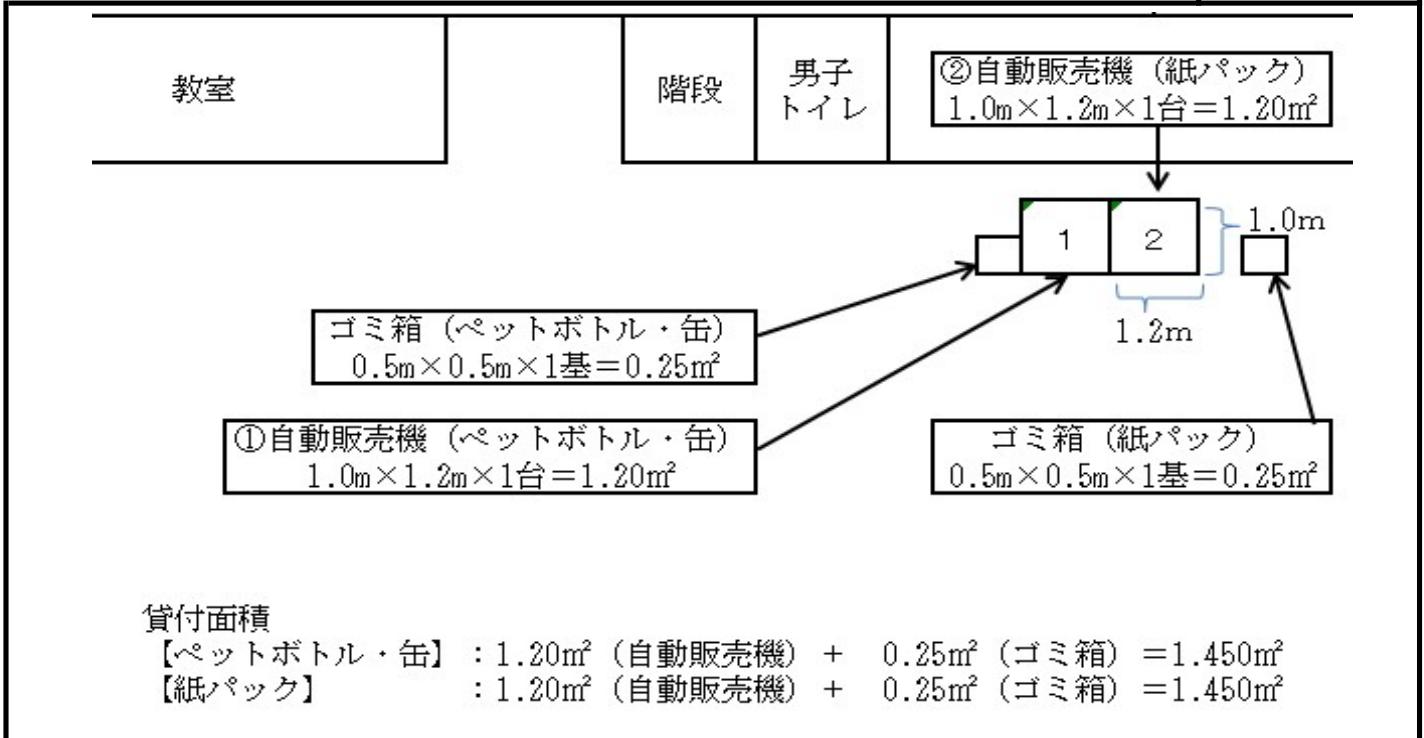 教室
階段
男子
トイレ
②自動販売機（紙パック）
1.0m×1.2m×1台＝1.20㎡
1
2
1.0m
1.2m
ゴミ箱（ペットボトル・缶）
0.5m×0.5m×1基＝0.25㎡
①自動販売機（ペットボトル・缶）
1.0m×1.2m×1台＝1.20㎡
ゴミ箱（紙パック）
0.5m×0.5m×1基＝0.25㎡
貸付面積
【ペットボトル・缶】：1.20㎡（自動販売機）＋　0.25㎡（ゴミ箱）＝1.450㎡
【紙パック】　　　　：1.20㎡（自動販売機）＋　0.25㎡（ゴミ箱）＝1.450㎡